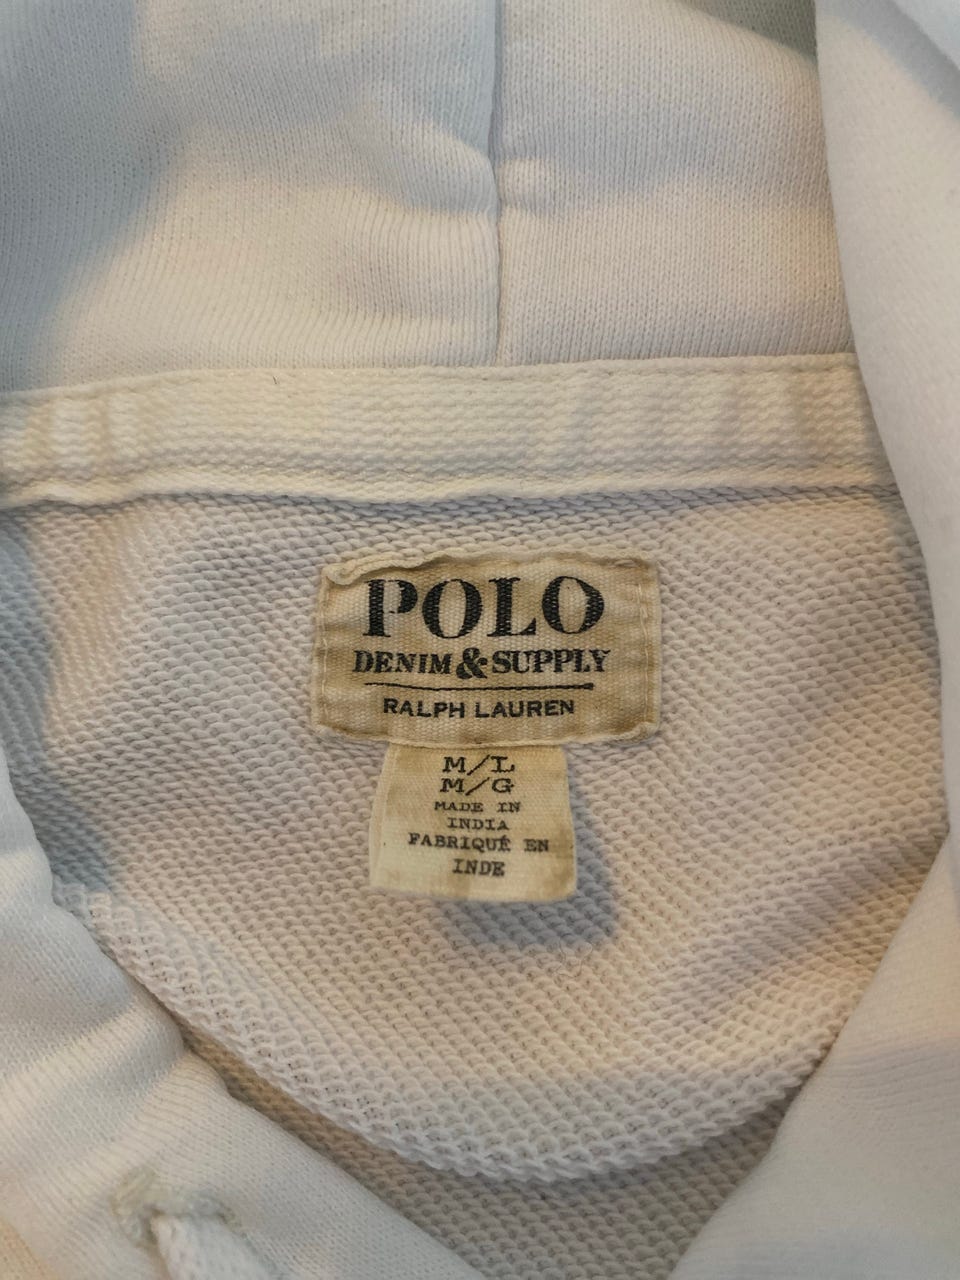 POLO
DENIM & SUPPLY
RALPH LAUREN
M/L
M/G
MADE IN
INDIA
FABRIQUÉ EN
INDE